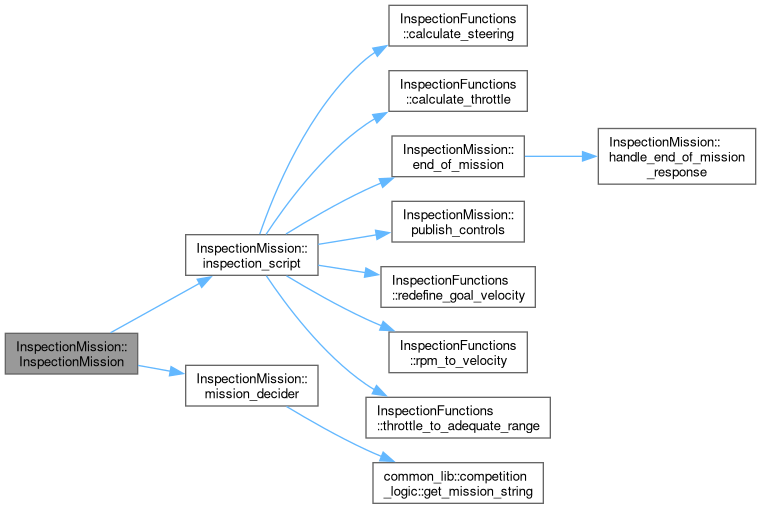 InspectionFunctions
::calculate_steering
InspectionFunctions
::calculate_throttle
InspectionMission::
end_of_mission
InspectionMission::
handle_end_of_mission
_response
InspectionMission::
publish_controls
InspectionMission::
inspection_script
InspectionFunctions
::redefine_goal_velocity
InspectionMission::
InspectionMission
InspectionFunctions
::rpm_to_velocity
InspectionMission::
mission_decider
InspectionFunctions
::throttle_to_adequate_range
common_lib::competition
_logic::get_mission_string